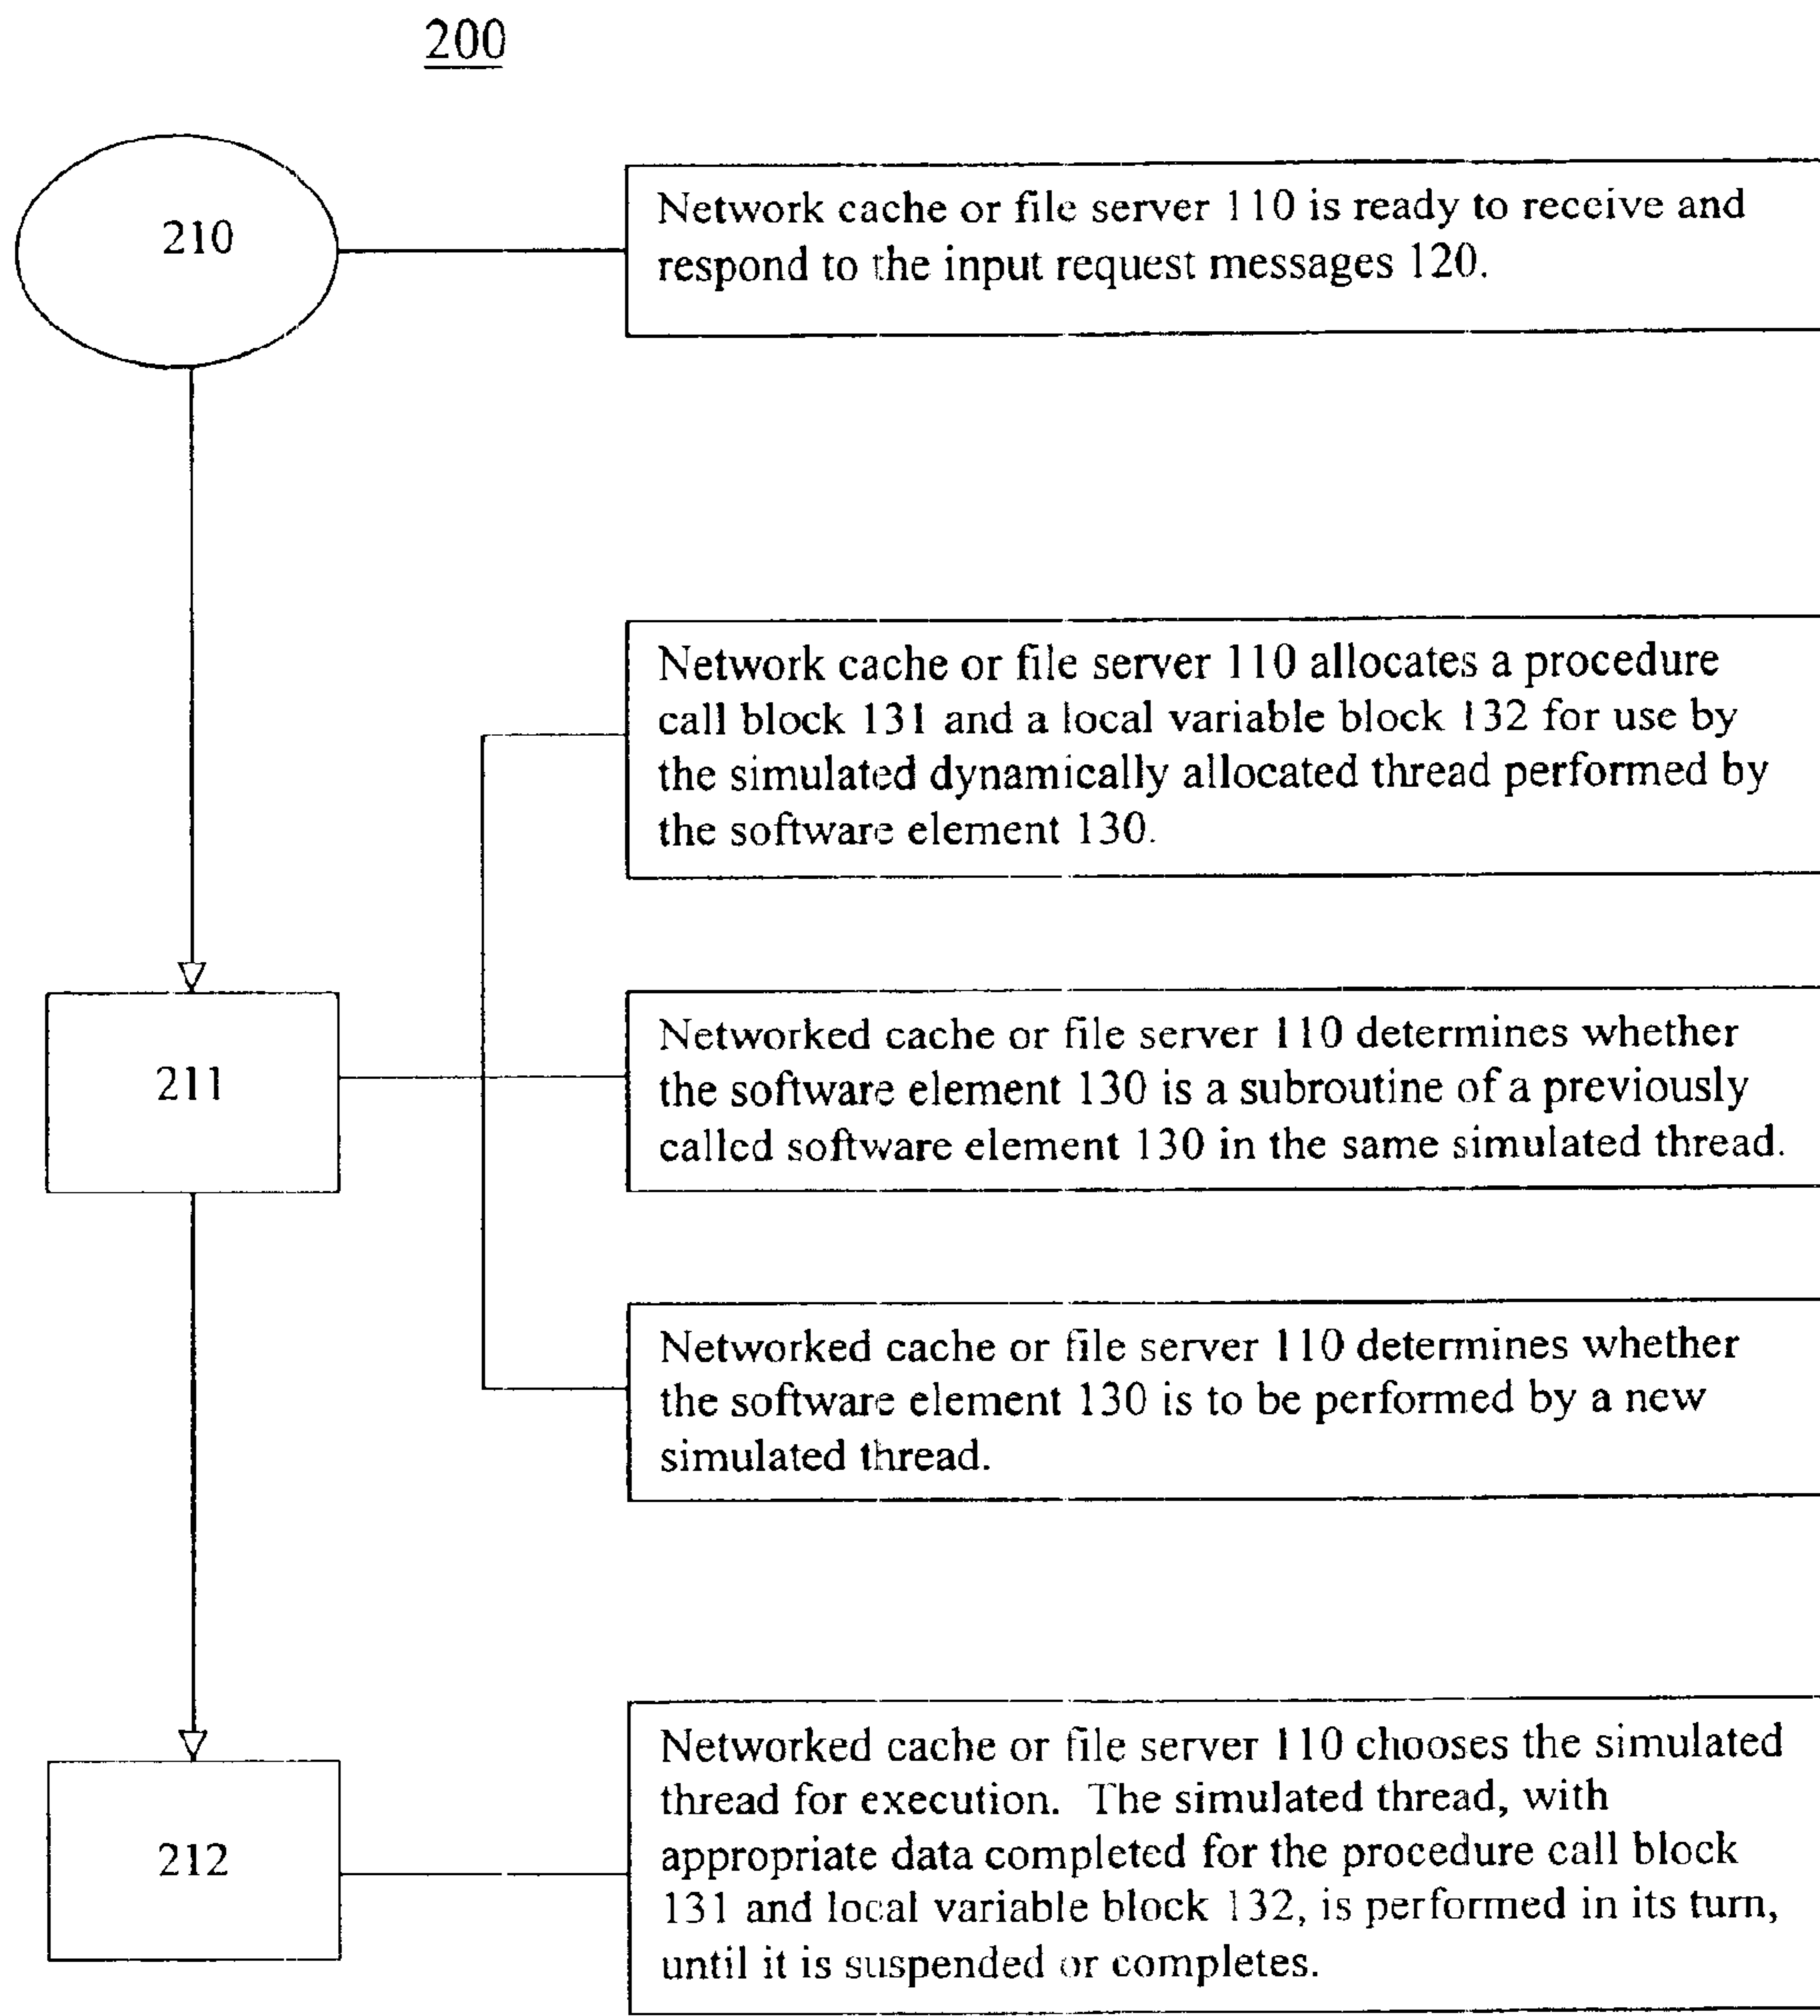 200
210
Network cache or file server 110 is ready to receive and
respond to the input request messages 120.
Network cache or file server 110 allocates a procedure
call block 131 and a local variable block 132 for use by
the simulated dynamically allocated thread performed by
the software element 130.
211
Networked cache or file server 110 determines whether
the software element 130 is a subroutine of a previously
called software element 130 in the same simulated thread.
Networked cache or file server 110 determines whether
the software element 130 is to be performed by a new
simulated thread.
212
Networked cache or file server 110 chooses the simulated
thread for execution. The simulated thread, with
appropriate data completed for the procedure call block
131 and local variable block 132, is performed in its turn,
until it is suspended or completes.